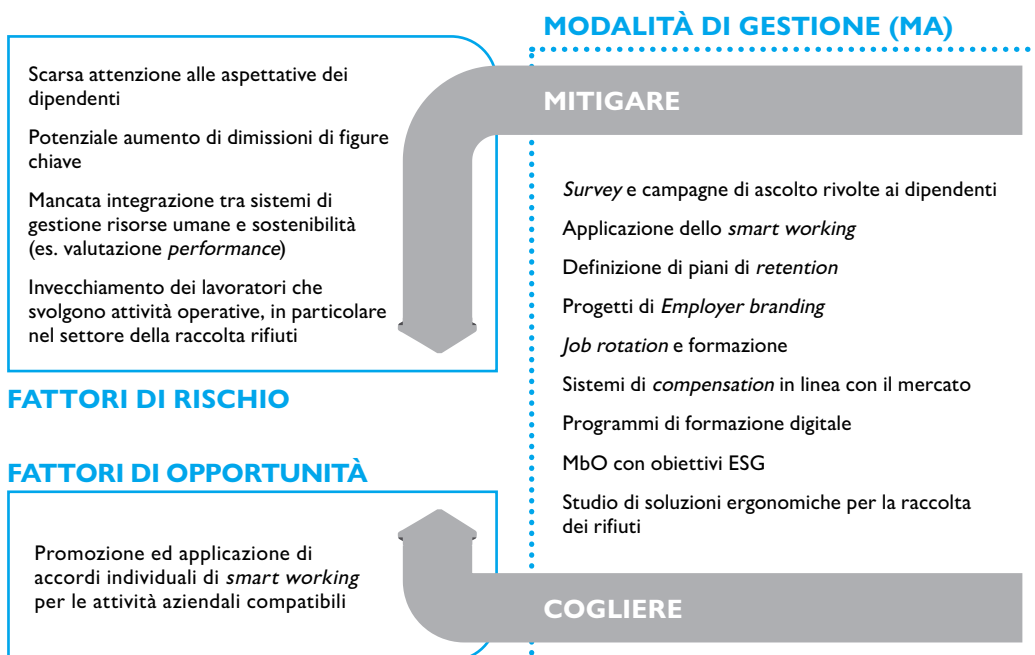 Scarsa attenzione alle aspettative dei
dipendenti
Potenziale aumento di dimissioni di figure
chiave
Mancata integrazione tra sistemi di
gestione risorse umane e sostenibilità
(es. valutazione performance)
Invecchiamento dei lavoratori che
svolgono attività operative, in particolare
nel settore della raccolta rifiuti
FATTORI DI RISCHIO
FATTORI DI OPPORTUNITÀ
Promozione ed applicazione di
accordi individuali di smart working
per le attività aziendali compatibili
MODALITÀ DI GESTIONE (MA)
MITIGARE
Survey e campagne di ascolto rivolte ai dipendenti
Applicazione dello smart working
Definizione di piani di retention
Progetti di Employer branding
Job rotation e formazione
Sistemi di compensation in linea con il mercato
Programmi di formazione digitale
MbO con obiettivi ESG
Studio di soluzioni ergonomiche per la raccolta
dei rifiuti
COGLIERE